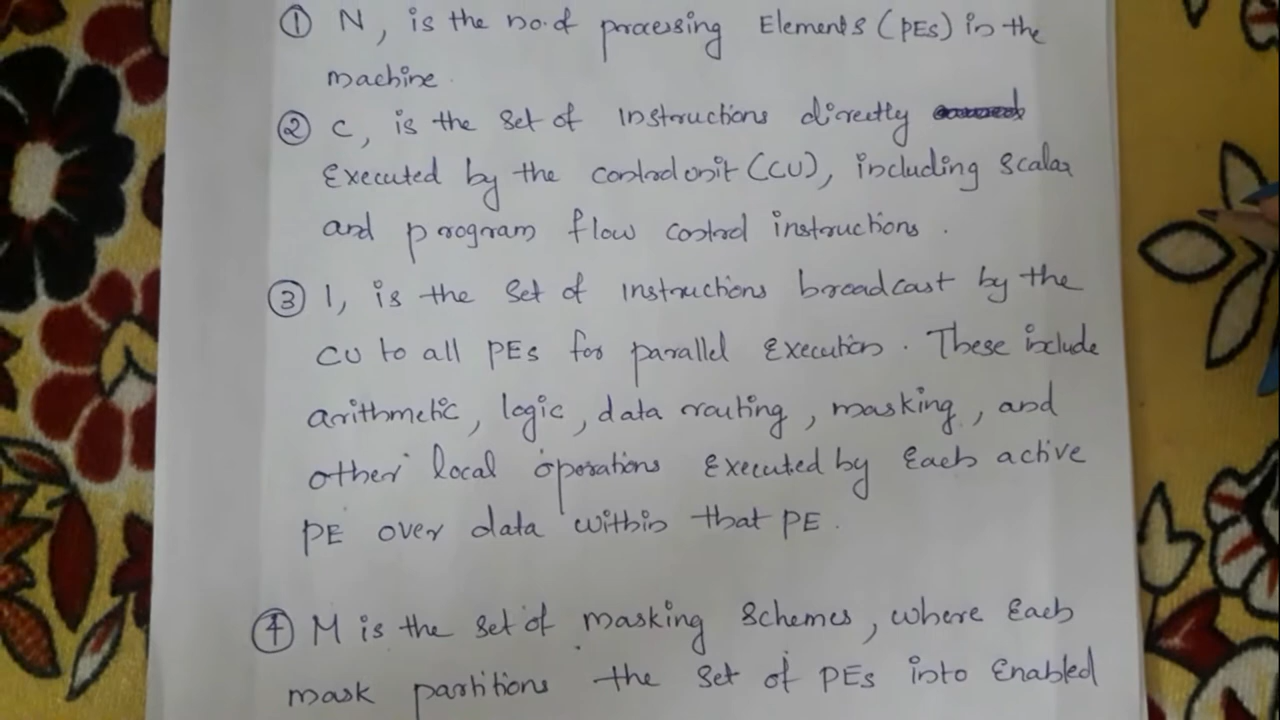 ① N, is the no.of processing Elements (PEs) in the
machine.
② C, is the set of instructions directly
Executed by the control unit (CU), including scalar
and program flow control instructions.
③ I, is the set of instructions broadcast by the
CU to all PEs for parallel Execution. These include
arithmetic, logic, data routing, masking, and
other local operations Executed by Each active
PE over data within that PE.
④ M is the set of masking schemes, where Each
mask partitions the set of PEs into Enabled